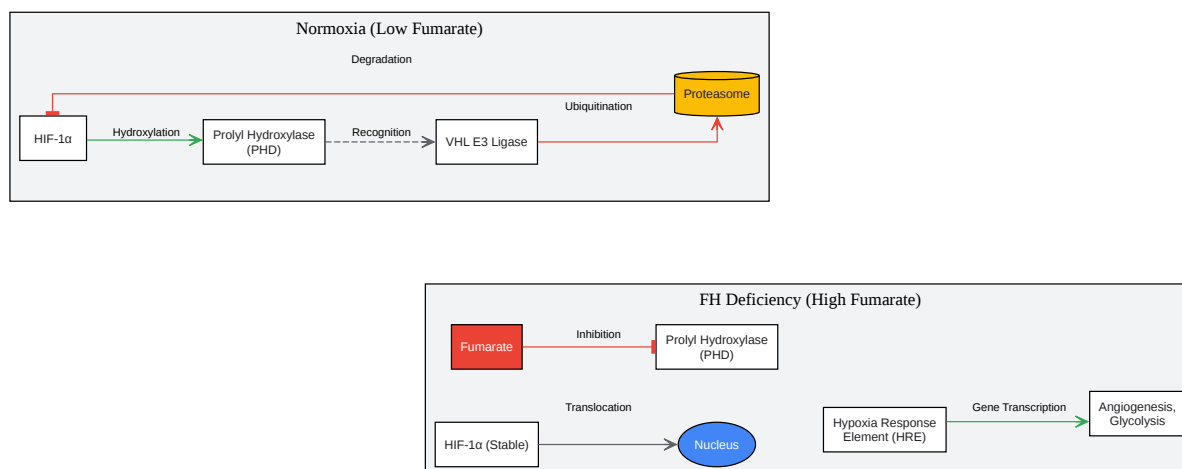 Normoxia (Low Fumarate)
Degradation
Proteasome
Ubiquitination
HIF-1α
Hydroxylation
Prolyl Hydroxylase
(PHD)
Recognition
VHL E3 Ligase
FH Deficiency (High Fumarate)
Fumarate
Inhibition
Prolyl Hydroxylase
(PHD)
Translocation
HIF-1α (Stable)
Nucleus
Hypoxia Response
Element (HRE)
Gene Transcription
Angiogenesis,
Glycolysis